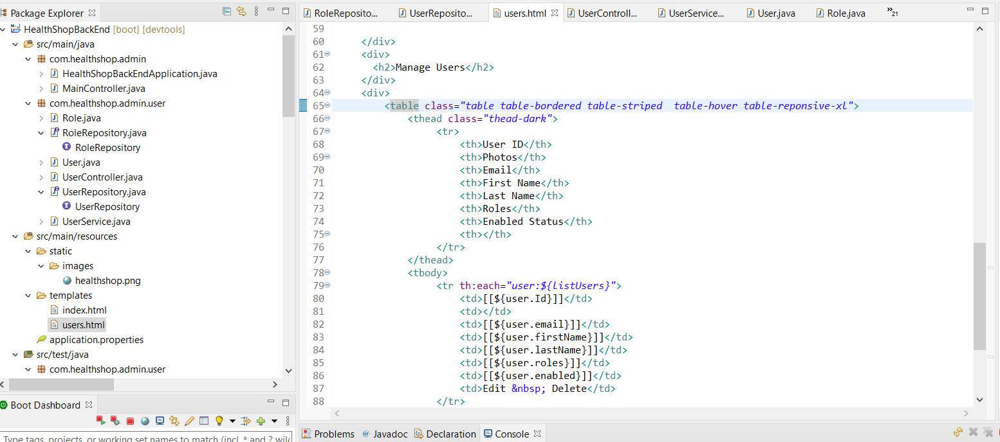 Package Explorer
HealthShopBackEnd [boot] [devtools]
src/main/java
com.healthshop.admin
HealthShopBackEndApplication.java
MainController.java
com.healthshop.admin.user
Role.java
RoleRepository.java
RoleRepository
User.java
UserController.java
UserRepository.java
UserRepository
UserService.java
src/main/resources
static
images
healthshop.png
templates
index.html
users.html
application.properties
src/test/java
com.healthshop.admin.user
Boot Dashboard
Type tags, projects, or working set names to match (incl. * and ? wild
RoleReposito... UserReposito... users.html UserControll... UserService... User.java Role.java »21
59
60 </div>
61 <div>
62 <h2>Manage Users</h2>
63 </div>
64 <div>
65 <table class="table table-bordered table-striped  table-hover table-reponsive-xl">
66 <thead class="thead-dark">
67 <tr>
68 <th>User ID</th>
69 <th>Photos</th>
70 <th>Email</th>
71 <th>First Name</th>
72 <th>Last Name</th>
73 <th>Roles</th>
74 <th>Enabled Status</th>
75 <th></th>
76 </tr>
77 </thead>
78 <tbody>
79 <tr th:each="user:${listUsers}">
80 <td>[[${user.Id}]]</td>
81 <td></td>
82 <td>[[${user.email}]]</td>
83 <td>[[${user.firstName}]]</td>
84 <td>[[${user.lastName}]]</td>
85 <td>[[${user.roles}]]</td>
86 <td>[[${user.enabled}]]</td>
87 <td>Edit &nbsp; Delete</td>
88 </tr>
Problems @ Javadoc Declaration Console